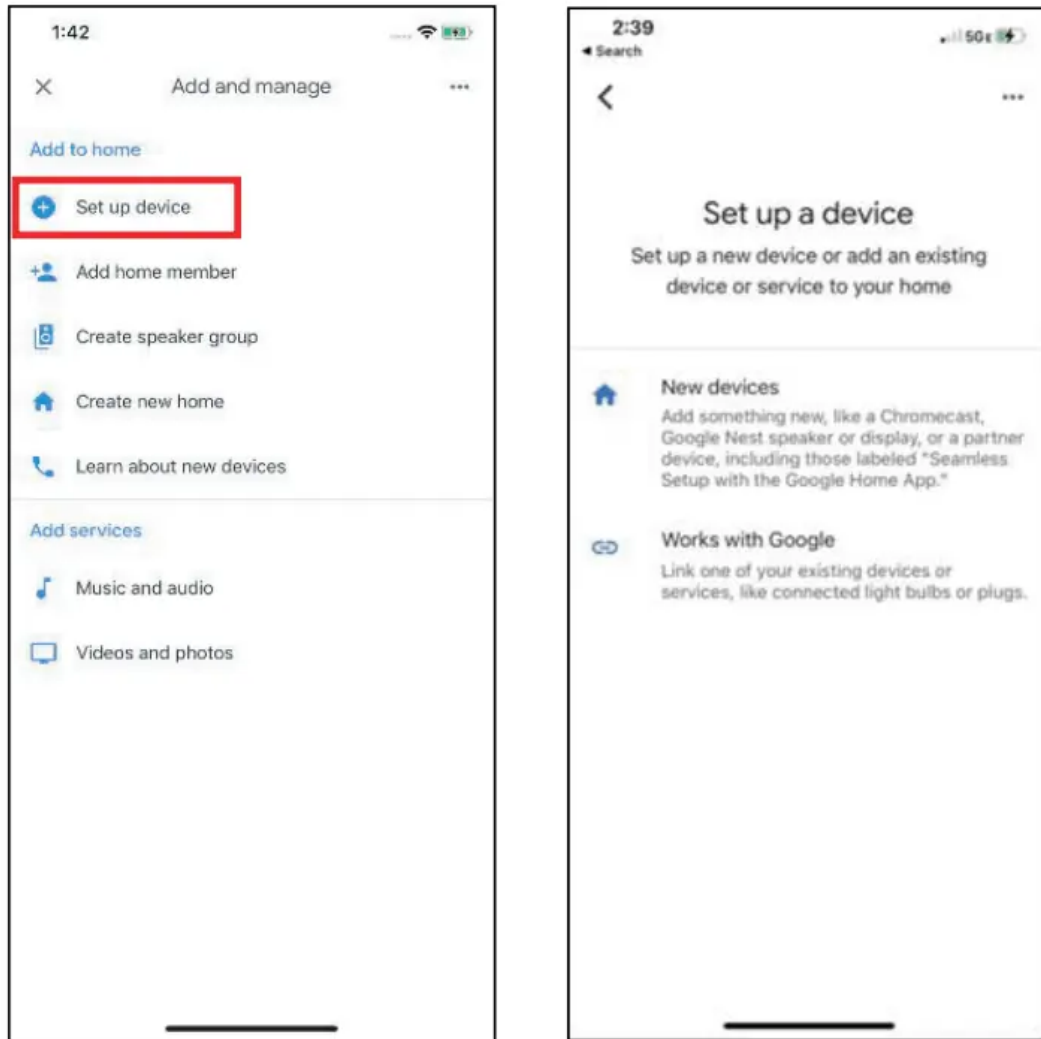 1:42
Add and manage
Add to home
Set up device
Add home member
Create speaker group
Create new home
Learn about new devices
Add services
Music and audio
Videos and photos
2:39
Search
5GE
Set up a device
Set up a new device or add an existing
device or service to your home
New devices
Add something new, like a Chromecast,
Google Nest speaker or display, or a partner
device, including those labeled "Seamless
Setup with the Google Home App."
Works with Google
Link one of your existing devices or
services, like connected light bulbs or plugs.